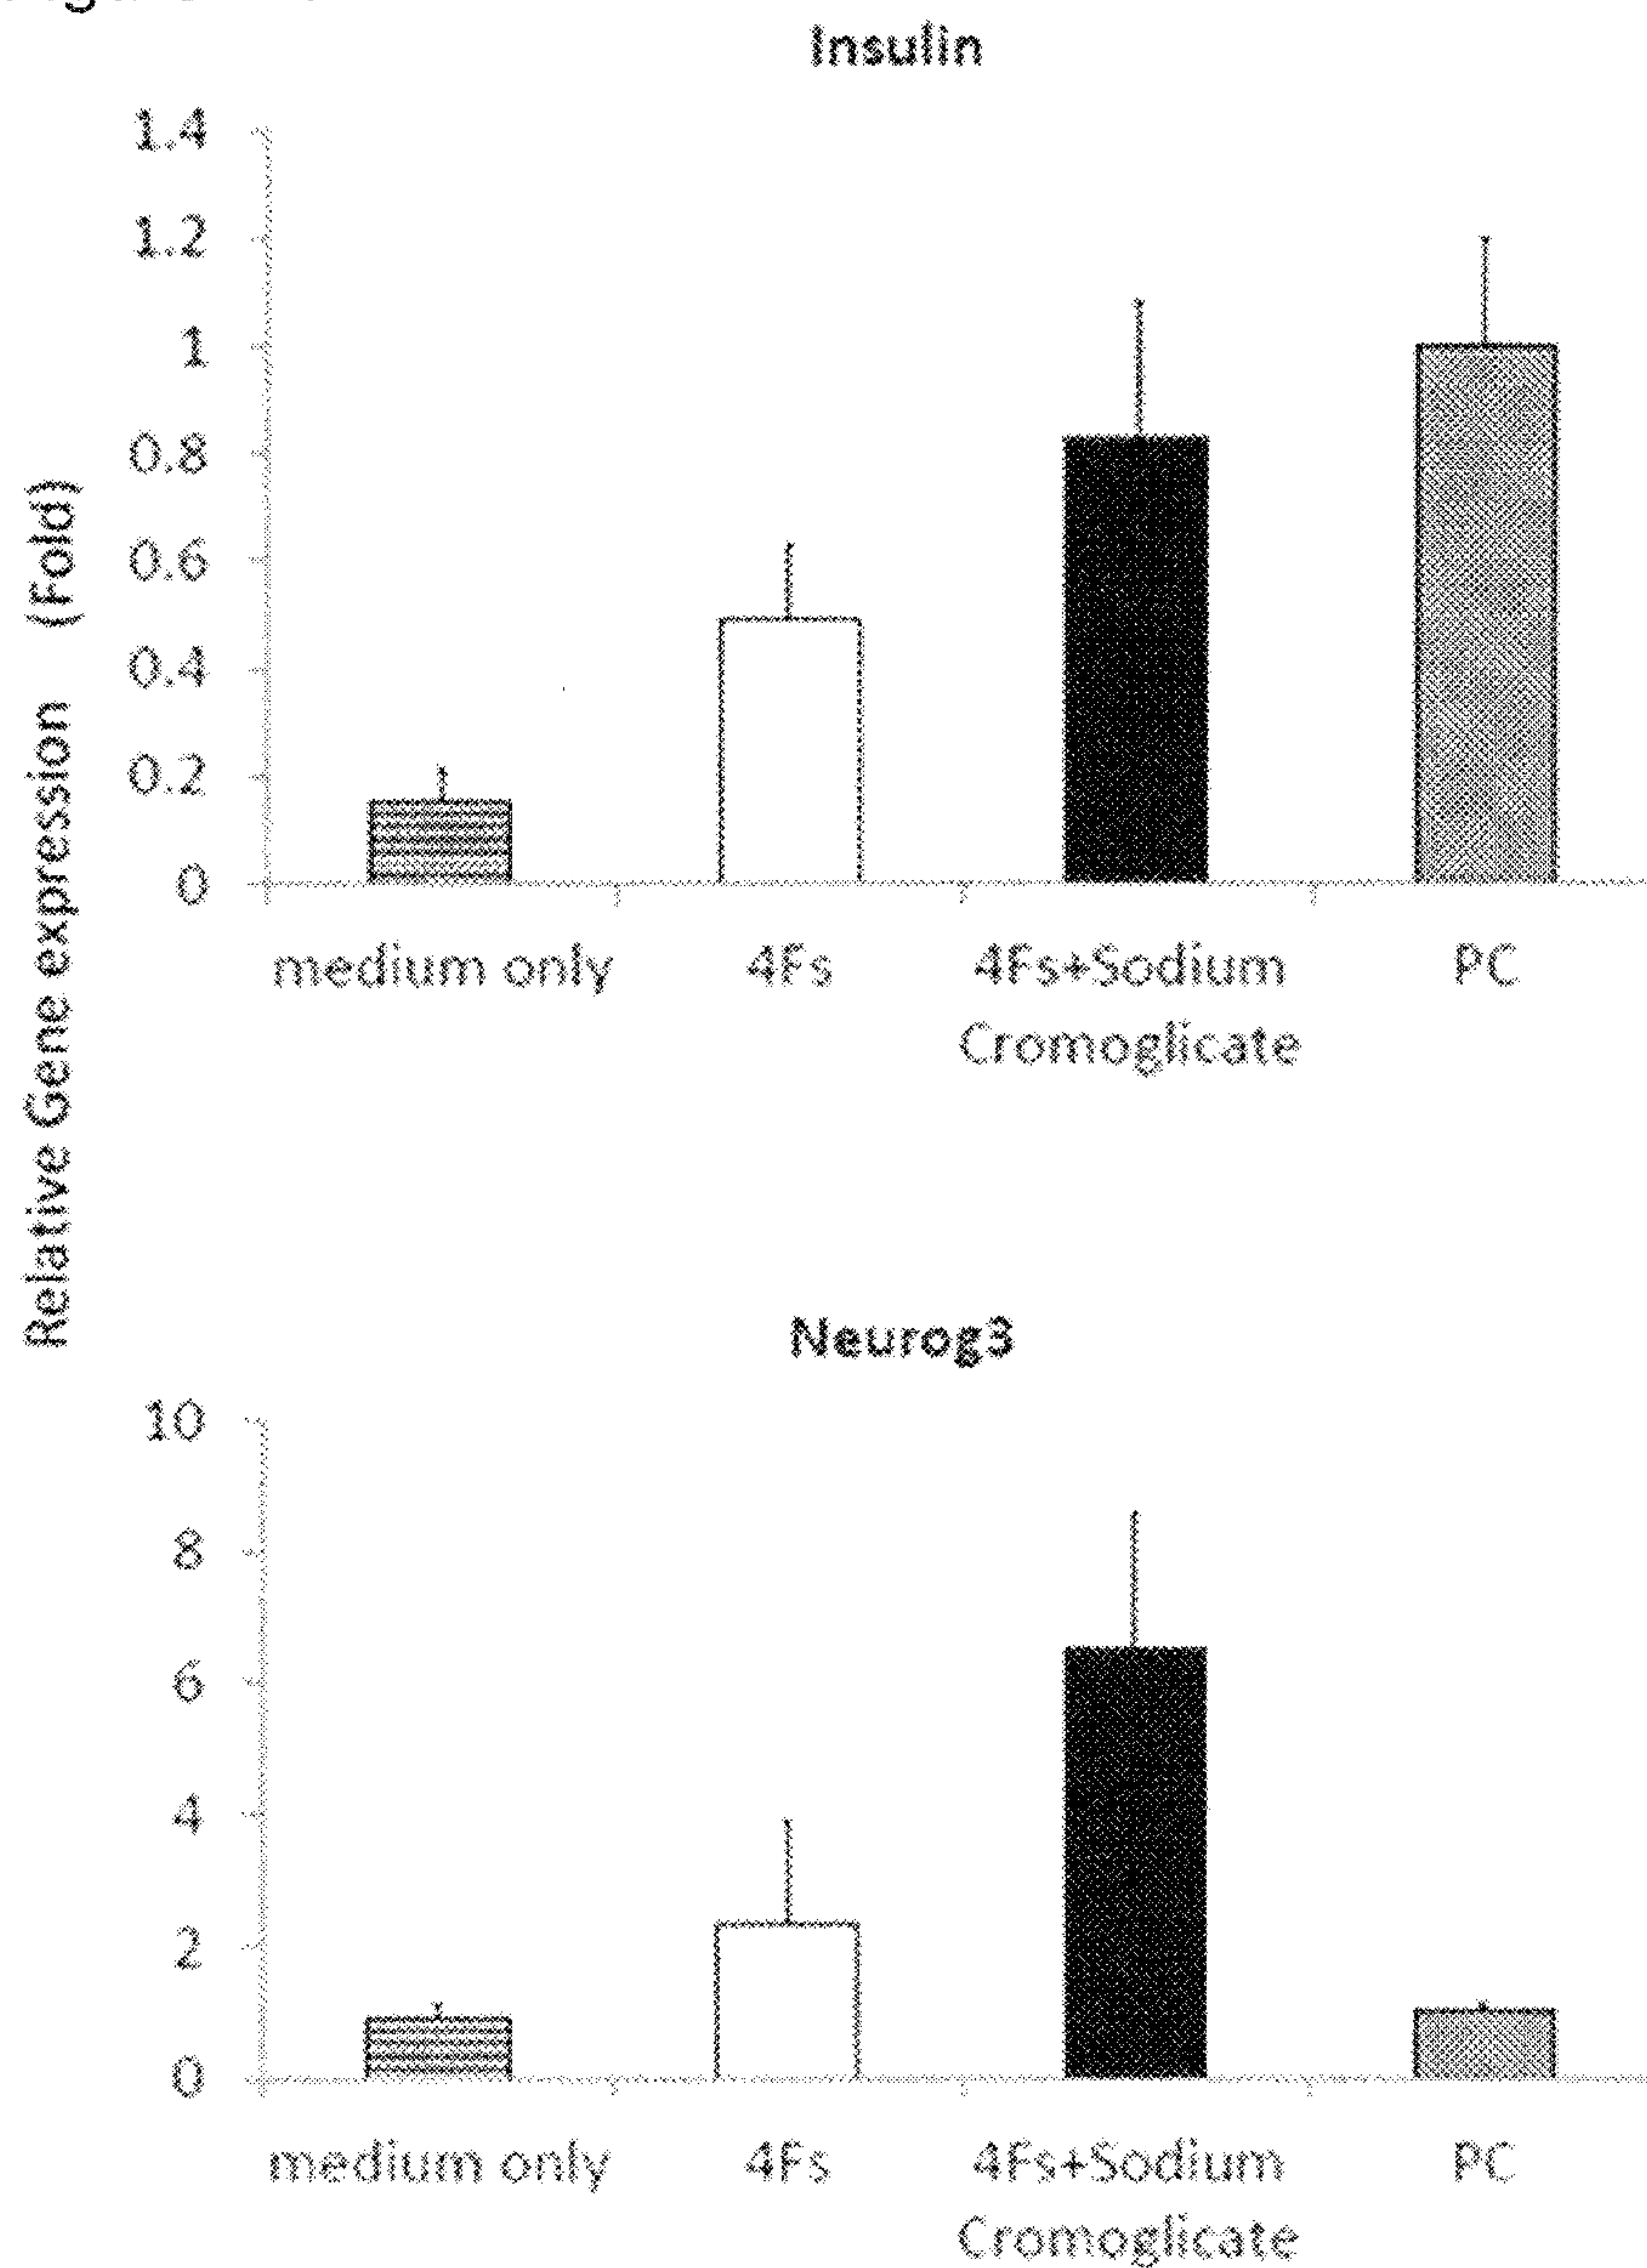 Insulin
1.4
1.2
1
0.8
0.6
0.4
0.2
0
medium only 4Fs 4Fs+Sodium PC
Cromoglicate
Relative Gene expression (Fold)
Neurog3
10
8
6
4
2
0
medium only 4Fs 4Fs+Sodium PC
Cromoglicate